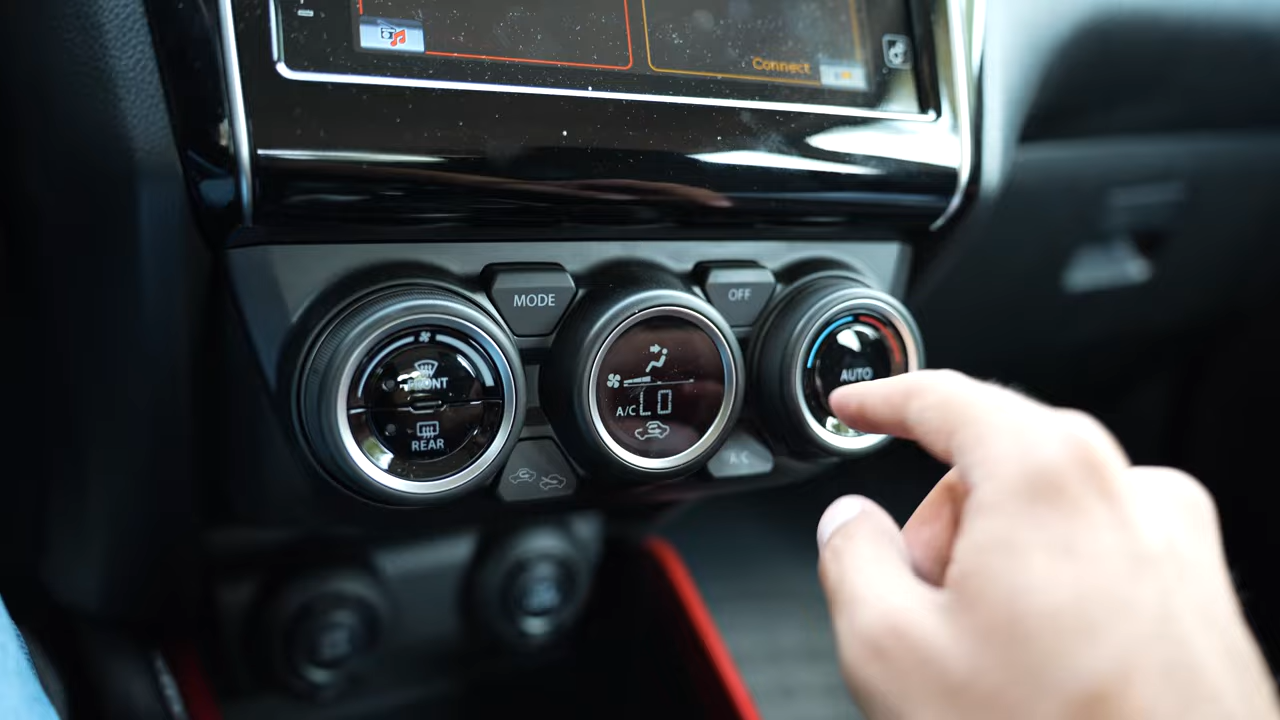 Connect
MODE
OFF
FRONT
REAR
A/C LO
AUTO
A/C